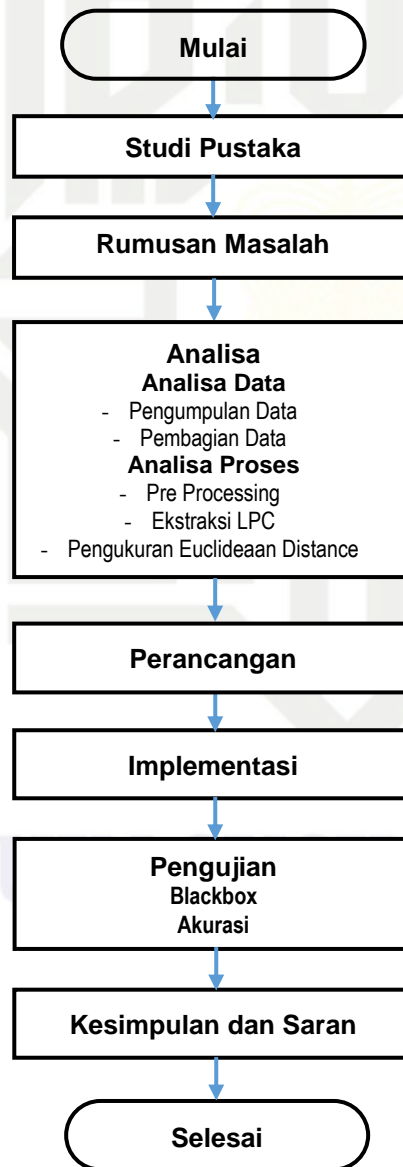 Mulai
Studi Pustaka
Rumusan Masalah
Analisa
Analisa Data
- Pengumpulan Data
- Pembagian Data
Analisa Proses
- Pre Processing
- Ekstraksi LPC
- Pengukuran Euclideaan Distance
Perancangan
Implementasi
Pengujian
Blackbox
Akurasi
Kesimpulan dan Saran
Selesai